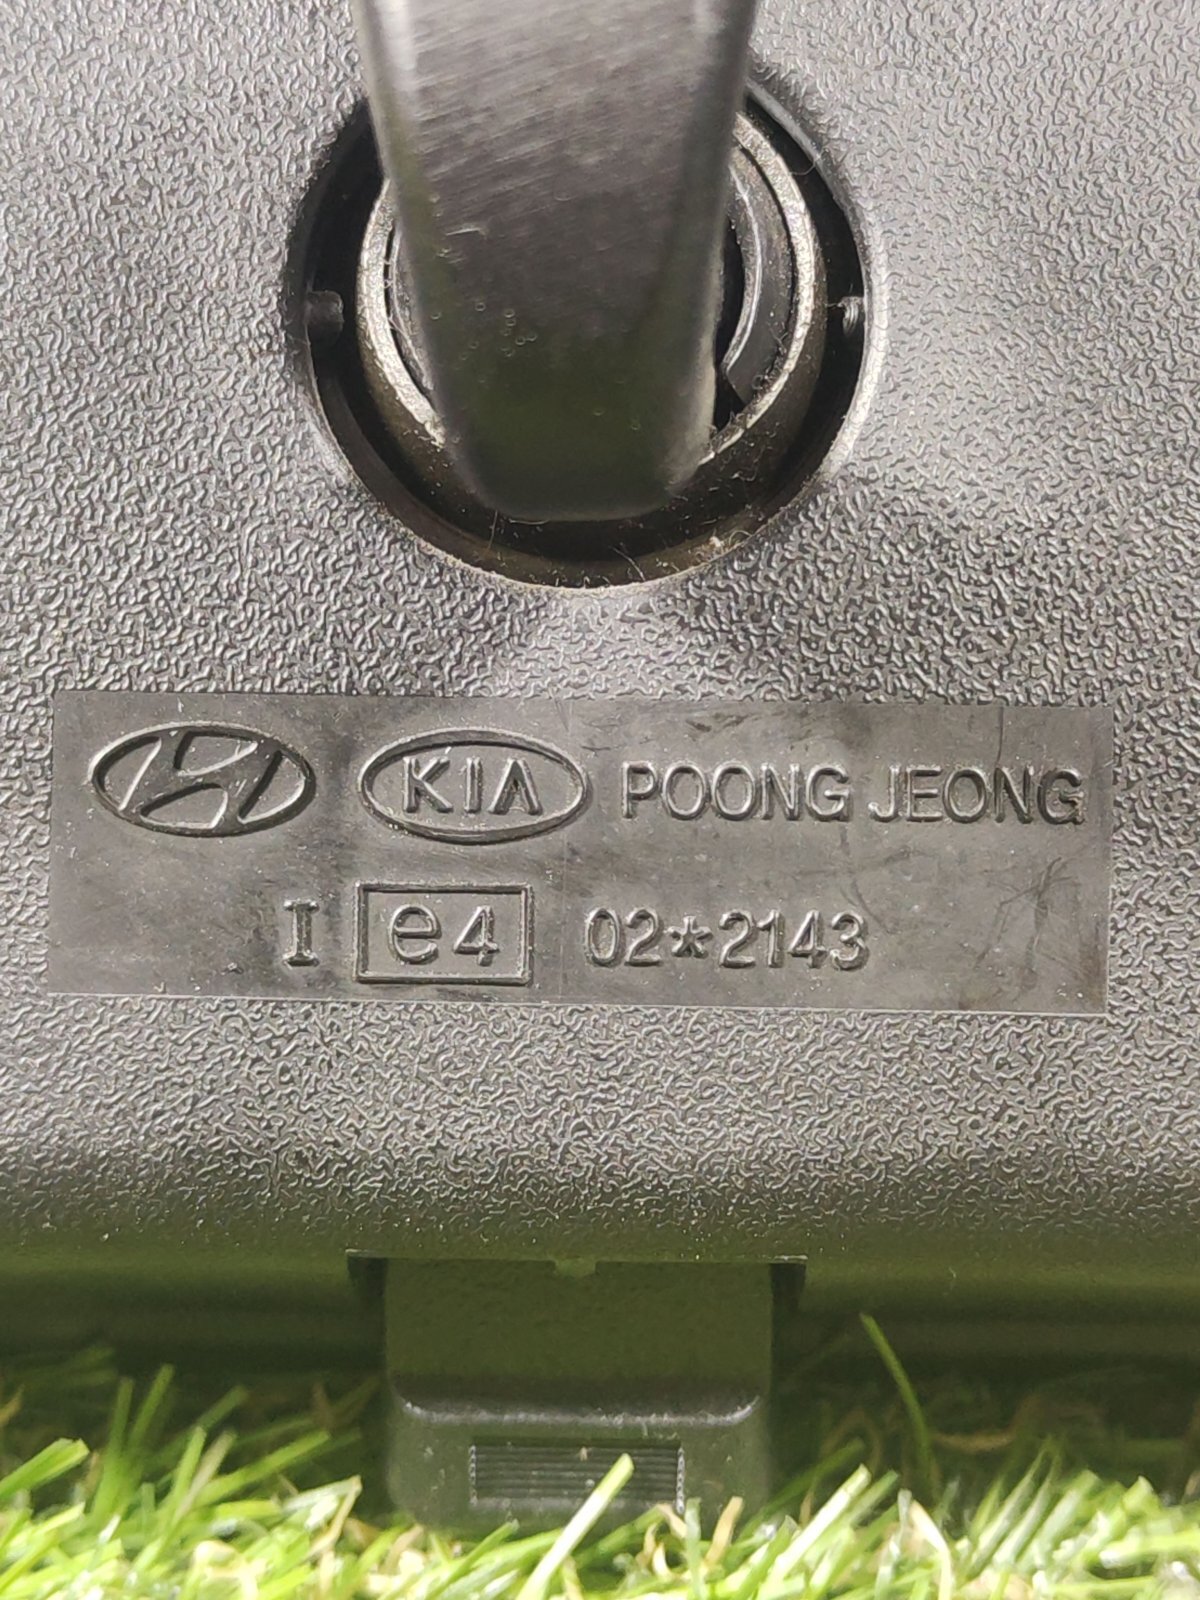 KIA POONG JEONG
I e4 02*2143